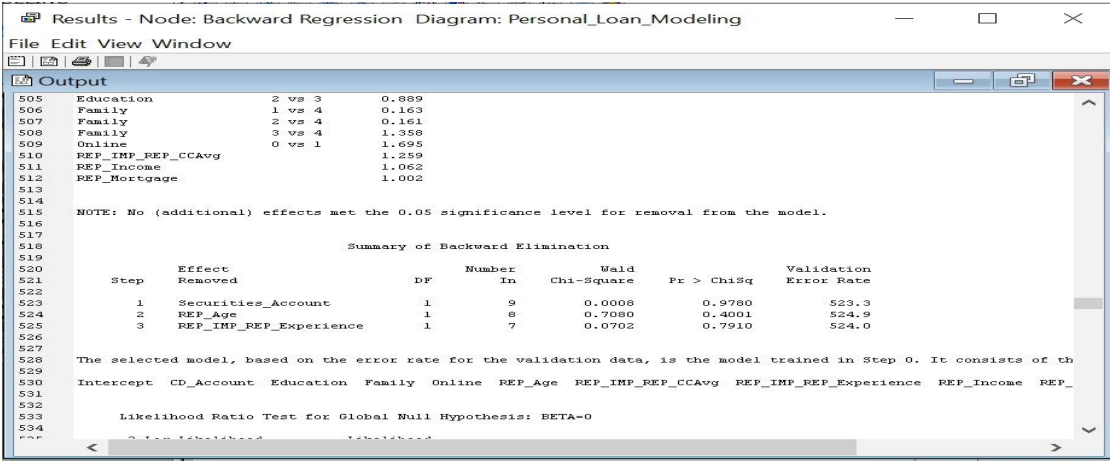 Results - Node: Backward Regression Diagram: Personal_Loan_Modeling
File Edit View Window
Output
505 Education 2 vs 3 0.889
506 Family 1 vs 4 0.163
507 Family 2 vs 4 0.161
508 Family 3 vs 4 1.358
509 Online 0 vs 1 1.695
510 REP_IMP_REP_CCAvg 1.259
511 REP_Income 1.062
512 REP_Mortgage 1.002
513
514
515 NOTE: No (additional) effects met the 0.05 significance level for removal from the model.
516
517
518 Summary of Backward Elimination
519
520 Effect Number Wald Validation
521 Step Removed DF In Chi-Square Pr > ChiSq Error Rate
522
523 1 Securities_Account 1 9 0.0008 0.9780 523.3
524 2 REP_Age 1 8 0.7080 0.4001 524.9
525 3 REP_IMP_REP_Experience 1 7 0.0702 0.7910 524.0
526
527
528 The selected model, based on the error rate for the validation data, is the model trained in Step 0. It consists of th
529
530 Intercept CD_Account Education Family Online REP_Age REP_IMP_REP_CCAvg REP_IMP_REP_Experience REP_Income REP_
531
532
533 Likelihood Ratio Test for Global Null Hypothesis: BETA=0
534